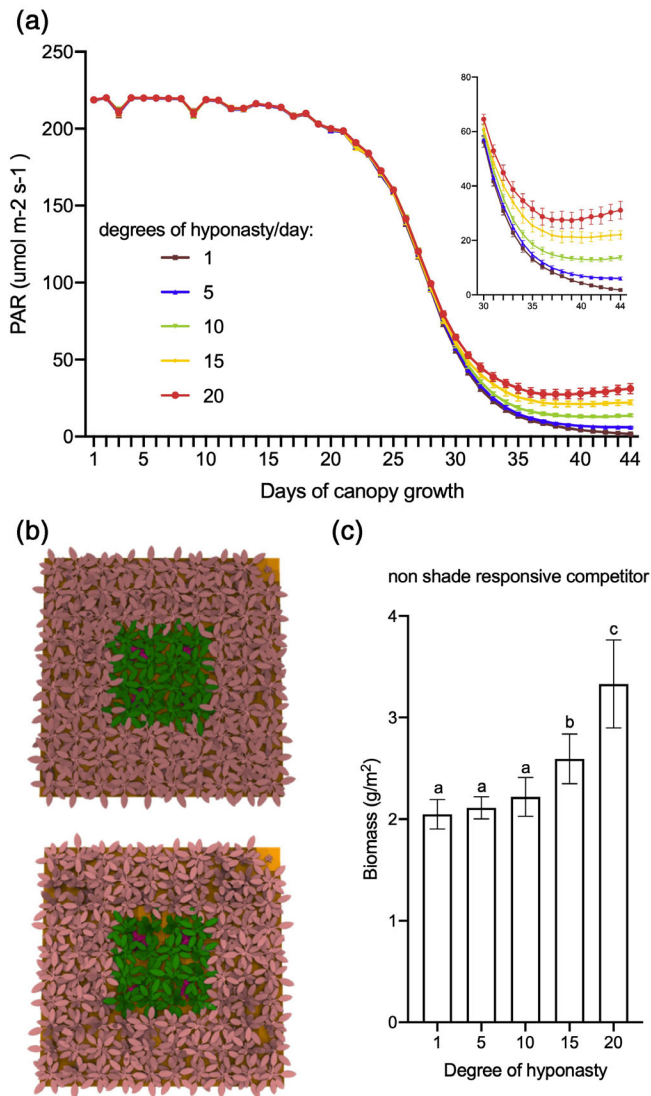 (a)
250
200
150
100
50
0
PAR (umol m-2 s-1 )
degrees of hyponasty/day:
1
5
10
15
20
1 5 10 15 20 25 30 35 40 44
Days of canopy growth
80
60
40
20
0
30 35 40 44
(b)
(c)
non shade responsive competitor
4
3
2
1
0
Biomass (g/m²)
a a a b c
1 5 10 15 20
Degree of hyponasty